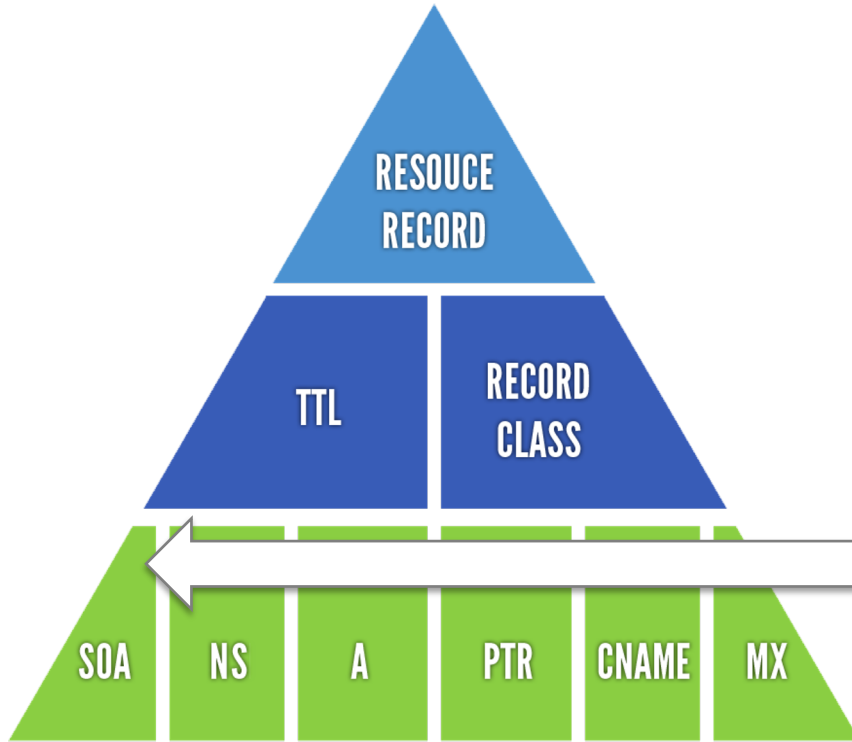 RESOUCE
RECORD
TTL
RECORD
CLASS
SOA NS A PTR CNAME MX